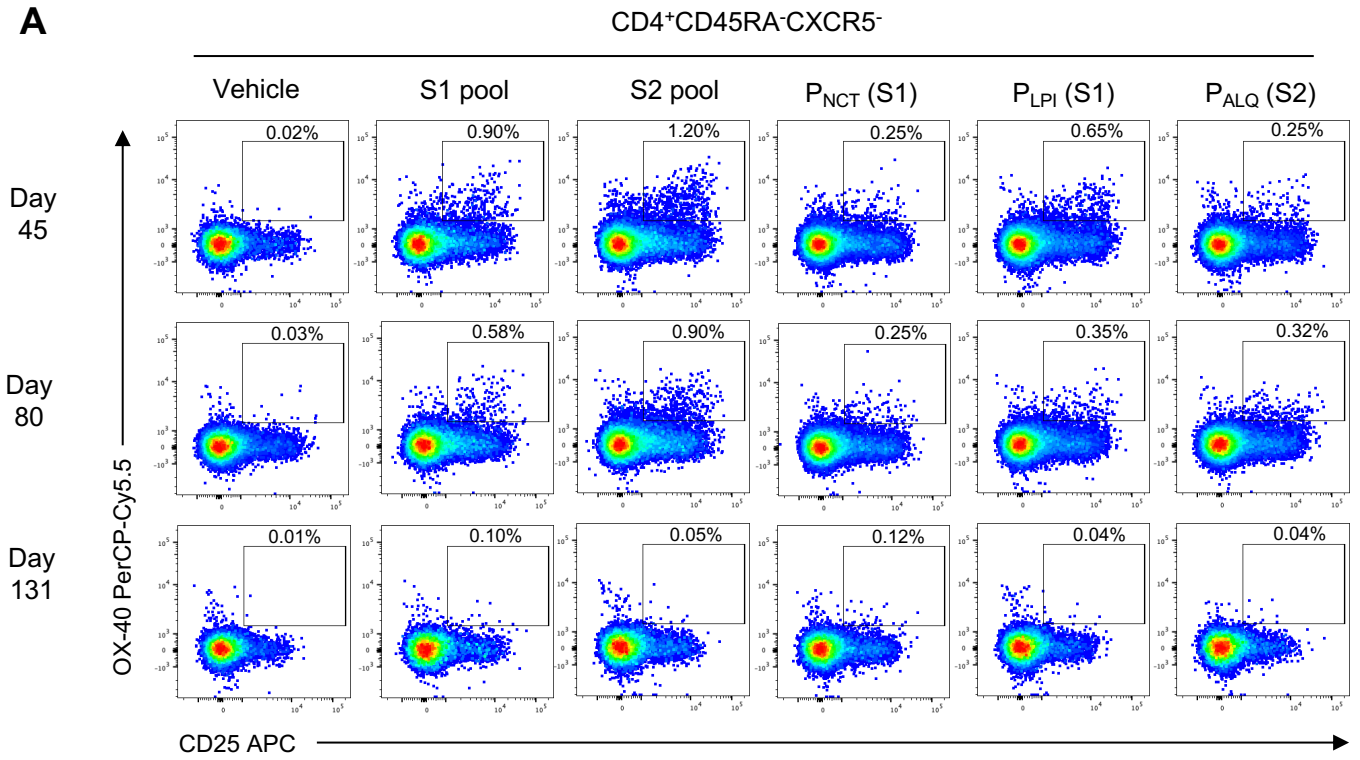 A
CD4⁺CD45RA⁻CXCR5⁻
Vehicle S1 pool S2 pool P_NCT (S1) P_LPI (S1) P_ALQ (S2)
OX-40 PerCP-Cy5.5
Day
45
0.02% 0.90% 1.20% 0.25% 0.65% 0.25%
Day
80
0.03% 0.58% 0.90% 0.25% 0.35% 0.32%
Day
131
0.01% 0.10% 0.05% 0.12% 0.04% 0.04%
CD25 APC